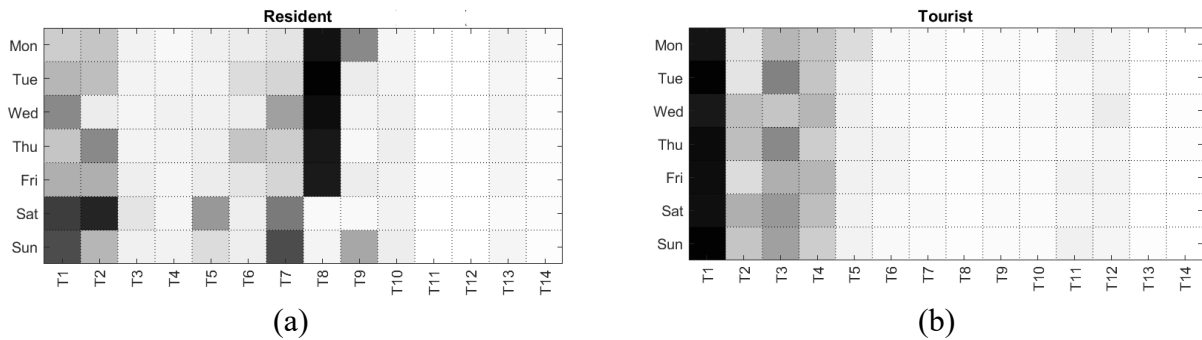 Resident
Mon
Tue
Wed
Thu
Fri
Sat
Sun
T1 T2 T3 T4 T5 T6 T7 T8 T9 T10 T11 T12 T13 T14
(a)
Tourist
Mon
Tue
Wed
Thu
Fri
Sat
Sun
T1 T2 T3 T4 T5 T6 T7 T8 T9 T10 T11 T12 T13 T14
(b)